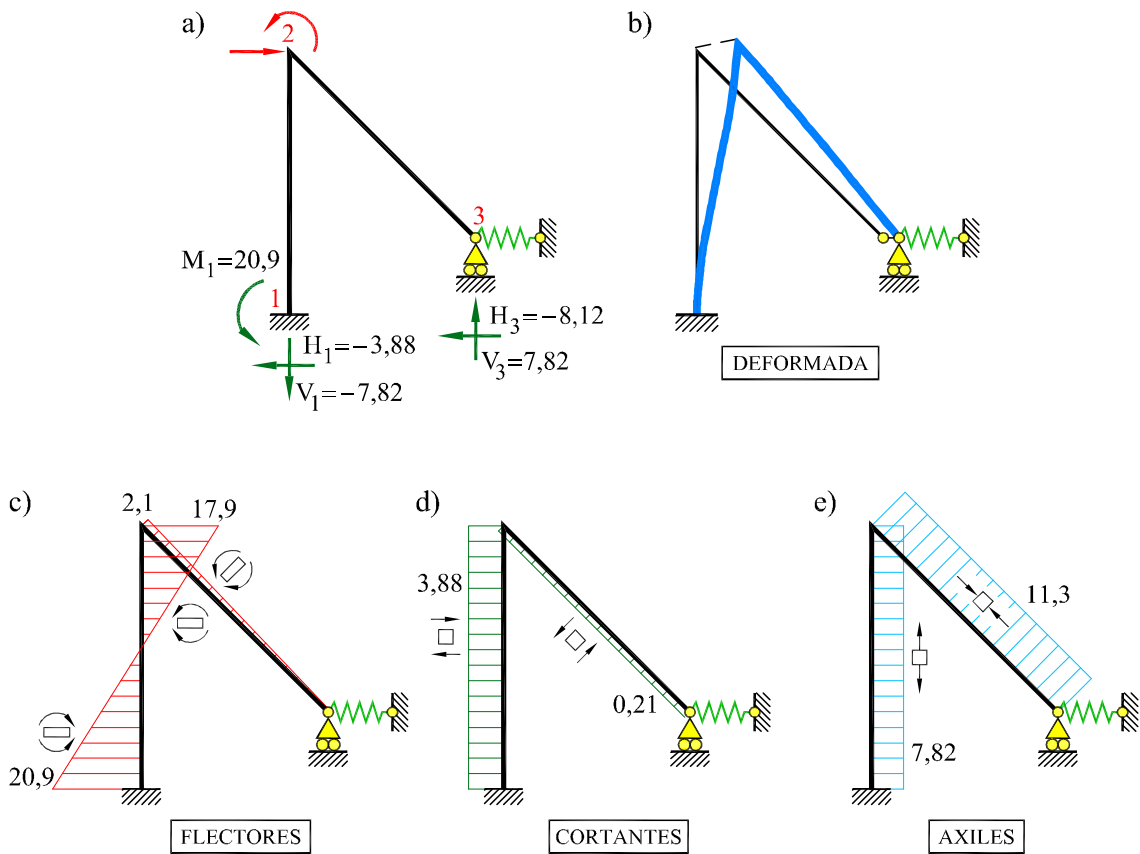 a)
2
3
M1=20,9
1
H1=−3,88
V1=−7,82
H3=−8,12
V3=7,82
b)
DEFORMADA
c)
2,1
17,9
20,9
FLECTORES
d)
3,88
0,21
CORTANTES
e)
11,3
7,82
AXILES